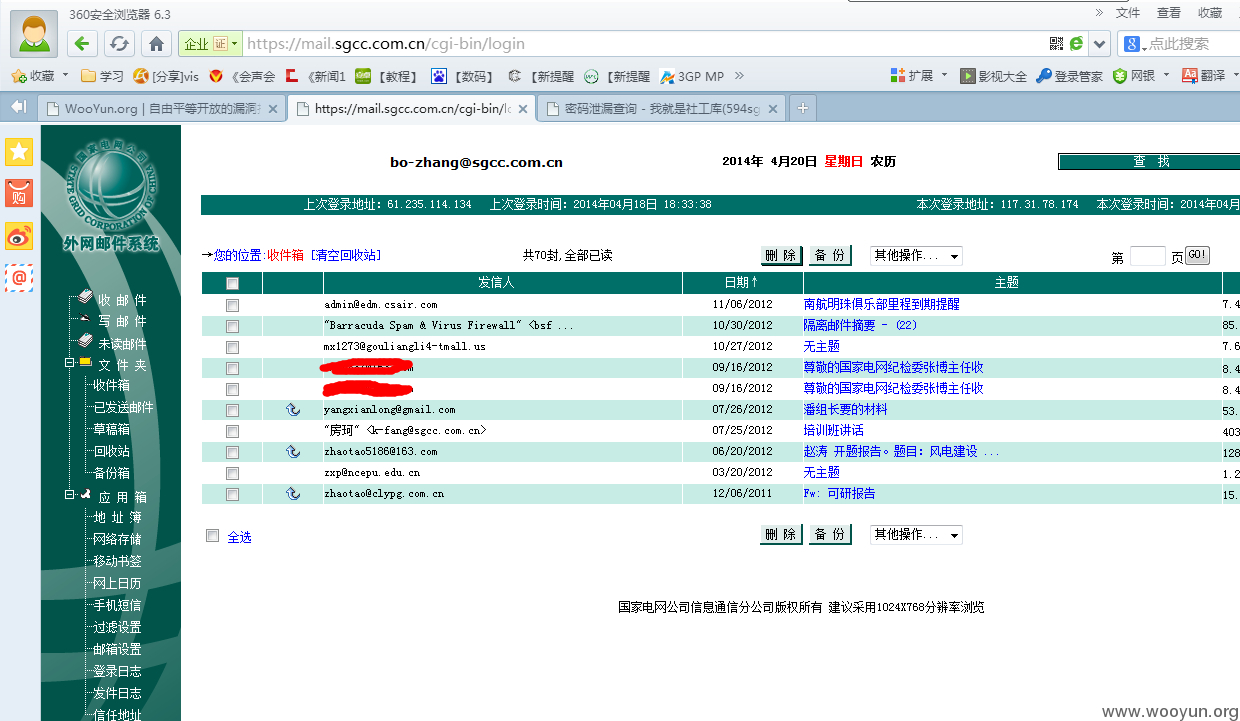 360安全浏览器 6.3
» 文件 查看 收藏
企业 证 https://mail.sgcc.com.cn/cgi-bin/login 点此搜索
收藏 学习 [分享]vis 《会声会 《新闻1 【教程】 【数码】 【新提醒 【新提醒 3GP MP » 扩展 影视大全 登录管家 网银 翻译
WooYun.org | 自由平等开放的漏洞 https://mail.sgcc.com.cn/cgi-bin/lo 密码泄漏查询 - 我就是社工库(594sg
购
STATE GRID CORPORATION OF CHINA
国家电网公司
外网邮件系统
bo-zhang@sgcc.com.cn 2014年 4月20日 星期日 农历 查 找
上次登录地址: 61.235.114.134 上次登录时间: 2014年04月18日 18:33:38 本次登录地址: 117.31.78.174 本次登录时间: 2014年04月
→您的位置:收件箱 [清空回收站] 共70封,全部已读 删 除 备 份 其他操作... 第 页 GO!
发信人 日期↑ 主题
admin@edm.csair.com 11/06/2012 南航明珠俱乐部里程到期提醒 7.4
"Barracuda Spam & Virus Firewall" <bsf ... 10/30/2012 隔离邮件摘要 - (22) 85.
mx1273@gouliangli4-tmall.us 10/27/2012 无主题 7.6
09/16/2012 尊敬的国家电网纪检委张博主任收 8.4
09/16/2012 尊敬的国家电网纪检委张博主任收 8.4
yangxianlong@gmail.com 07/26/2012 潘组长要的材料 53.
"房珂" <k-fang@sgcc.com.cn> 07/25/2012 培训班讲话 403
zhaotao5186@163.com 06/20/2012 赵涛 开题报告。题目: 风电建设 ... 128
zxp@ncepu.edu.cn 03/20/2012 无主题 1.2
zhaotao@clypg.com.cn 12/06/2011 Fw: 可研报告 15.
全选 删 除 备 份 其他操作...
国家电网公司信息通信分公司版权所有 建议采用1024X768分辨率浏览
收 邮 件
写 邮 件
未读邮件
文 件 夹
收件箱
已发送邮件
草稿箱
回收站
备份箱
应 用 箱
地 址 簿
网络存储
移动书签
网上日历
手机短信
过滤设置
邮箱设置
登录日志
发件日志
信任地址
www.wooyun.org